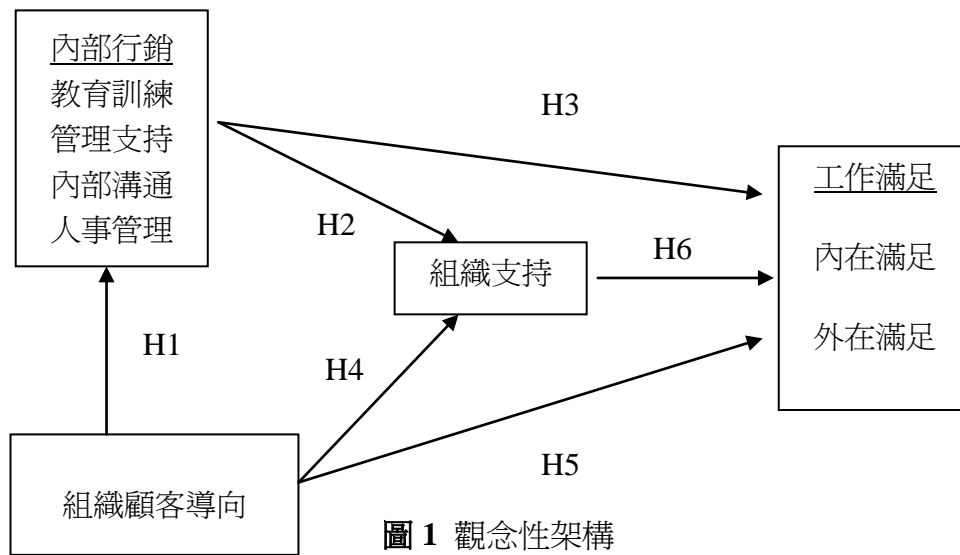 內部行銷
教育訓練
管理支持
內部溝通
人事管理
H3
H2
工作滿足
內在滿足
外在滿足
組織支持
H6
H1
H4
H5
組織顧客導向
圖 1 觀念性架構